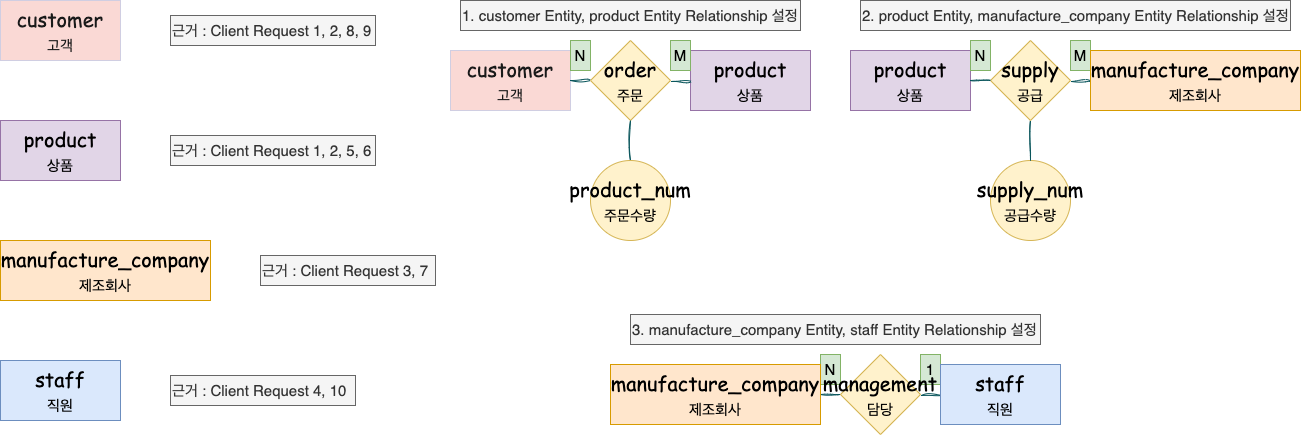 customer
고객
근거 : Client Request 1, 2, 8, 9
product
상품
근거 : Client Request 1, 2, 5, 6
manufacture_company
제조회사
근거 : Client Request 3, 7
staff
직원
근거 : Client Request 4, 10
1. customer Entity, product Entity Relationship 설정
customer
고객
N
order
주문
M
product
상품
product_num
주문수량
2. product Entity, manufacture_company Entity Relationship 설정
product
상품
N
supply
공급
M
manufacture_company
제조회사
supply_num
공급수량
3. manufacture_company Entity, staff Entity Relationship 설정
manufacture_company
제조회사
N
management
담당
1
staff
직원